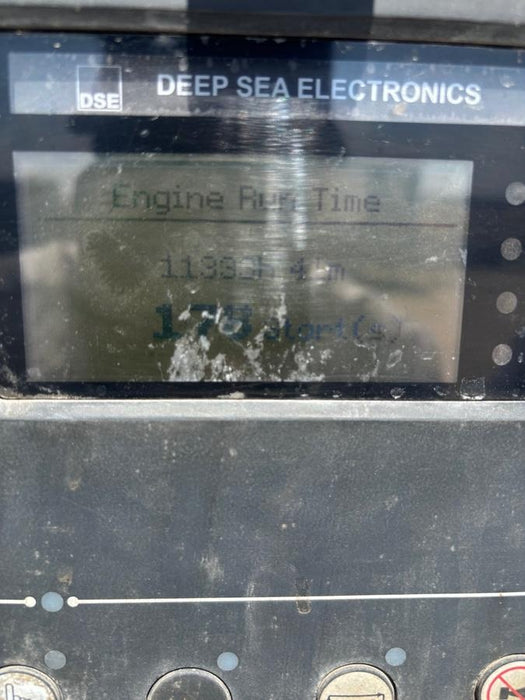 DSE DEEP SEA ELECTRONICS
Engine Run Time
Start(s)